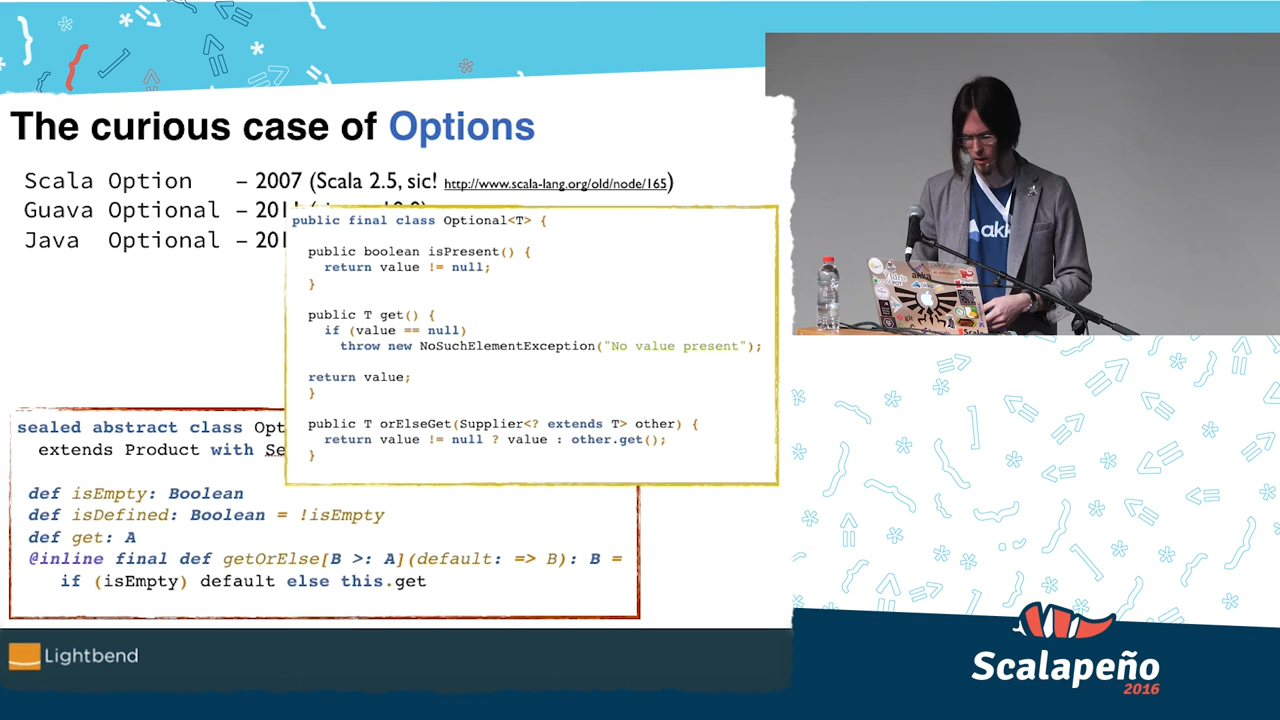 The curious case of Options
Scala Option – 2007 (Scala 2.5, sic! http://www.scala-lang.org/old/node/165)
Guava Optional – 201
Java Optional – 201
public final class Optional<T> {
public boolean isPresent() {
return value != null;
}
public T get() {
if (value == null)
throw new NoSuchElementException("No value present");
return value;
}
public T orElseGet(Supplier<? extends T> other) {
return value != null ? value : other.get();
}
sealed abstract class Opt
extends Product with Se
def isEmpty: Boolean
def isDefined: Boolean = !isEmpty
def get: A
@inline final def getOrElse[B >: A](default: => B): B =
if (isEmpty) default else this.get
Lightbend
akk
akka
Scalapeño
2016